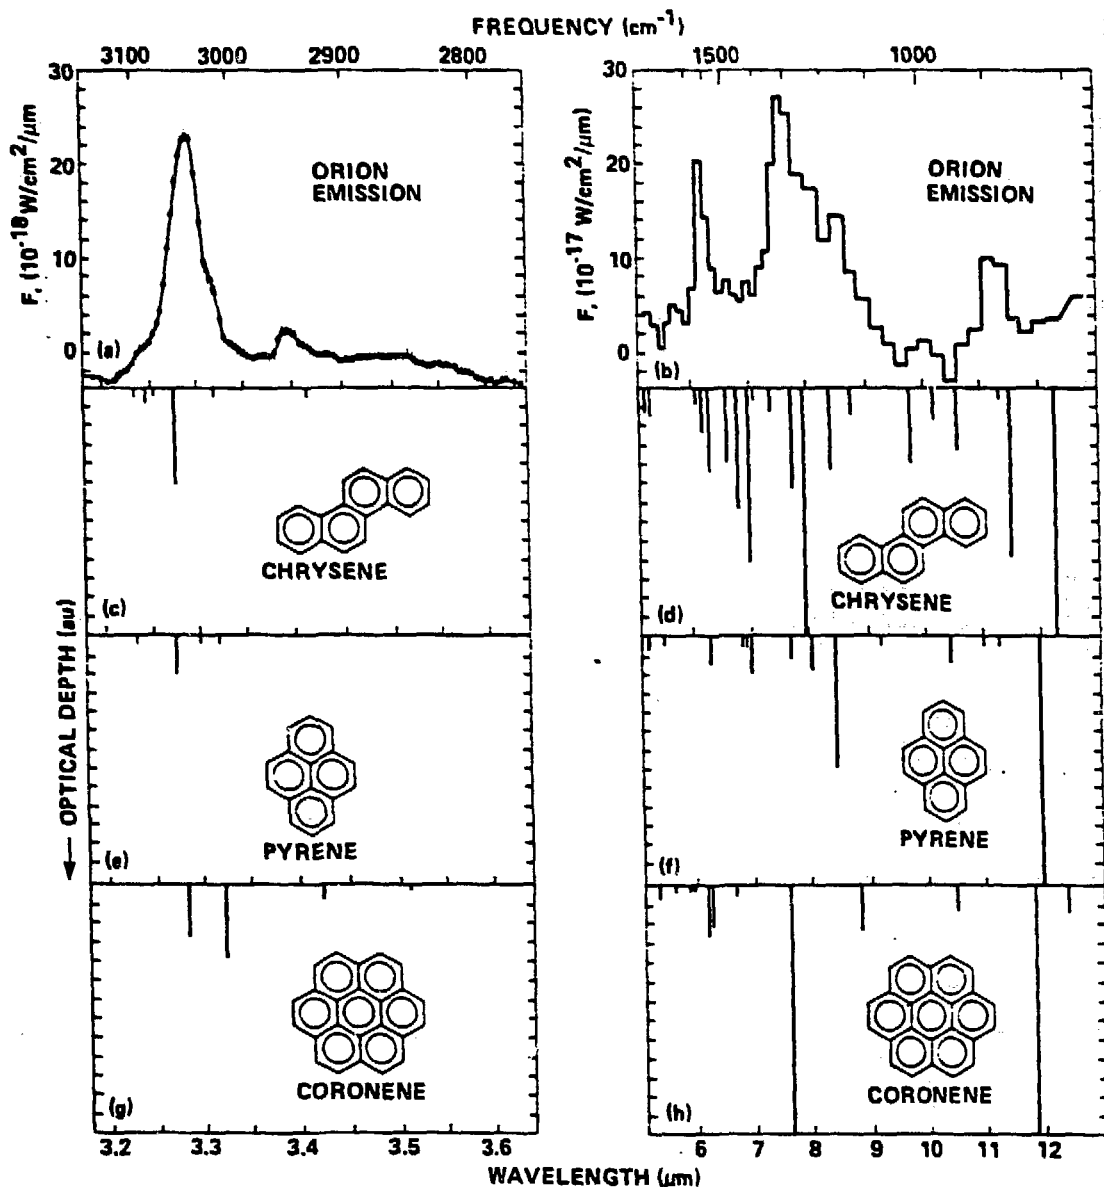 FREQUENCY (cm⁻¹)
3100 3000 2900 2800
1500 1000
30
20
10
0
F, (10⁻¹⁸ W/cm²/μm)
ORION
EMISSION
(a)
30
20
10
0
F, (10⁻¹⁷ W/cm²/μm)
ORION
EMISSION
(b)
CHRYSENE
(c)
CHRYSENE
(d)
OPTICAL DEPTH (au)
PYRENE
(e)
PYRENE
(f)
CORONENE
(g)
CORONENE
(h)
3.2 3.3 3.4 3.5 3.6
6 7 8 9 10 11 12
WAVELENGTH (μm)